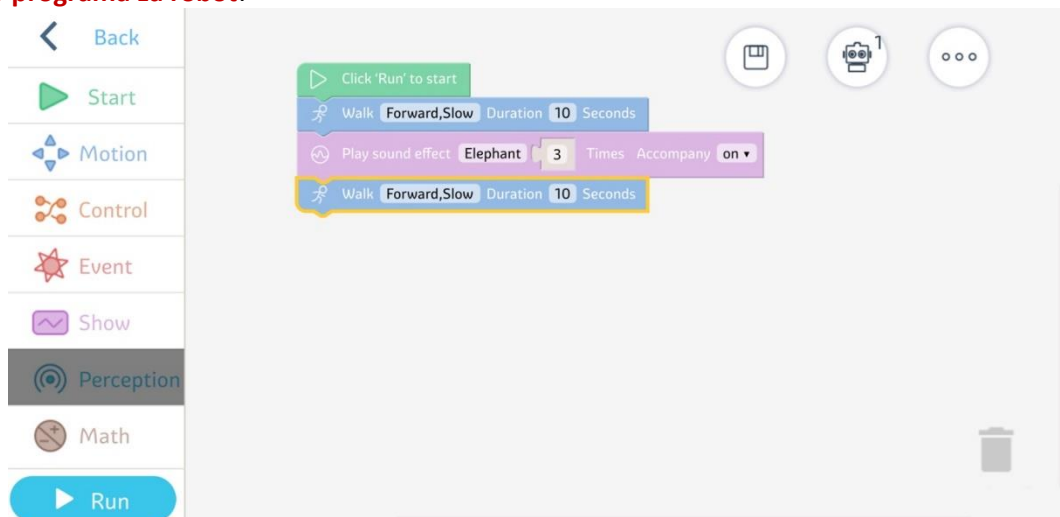 programa za robot.
Back
Start
Motion
Control
Event
Show
Perception
Math
Run
1
Click 'Run' to start
Walk Forward,Slow Duration 10 Seconds
Play sound effect Elephant 3 Times Accompany on
Walk Forward,Slow Duration 10 Seconds